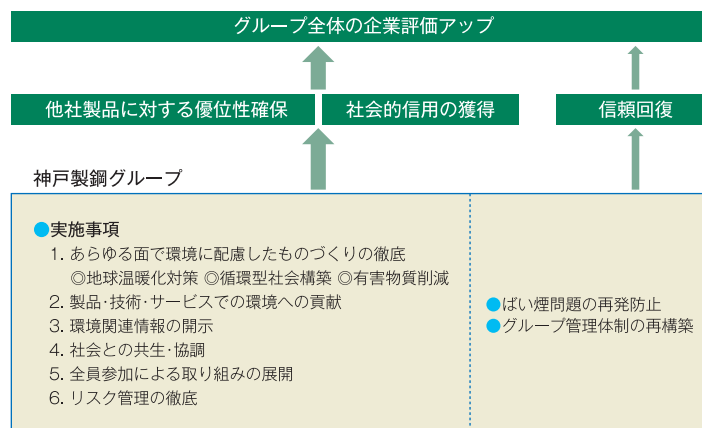 グループ全体の企業評価アップ
他社製品に対する優位性確保
社会的信用の獲得
信頼回復
神戸製鋼グループ
●実施事項
1. あらゆる面で環境に配慮したものづくりの徹底
◎地球温暖化対策 ◎循環型社会構築 ◎有害物質削減
2. 製品・技術・サービスでの環境への貢献
3. 環境関連情報の開示
4. 社会との共生・協調
5. 全員参加による取り組みの展開
6. リスク管理の徹底
●ばい煙問題の再発防止
●グループ管理体制の再構築